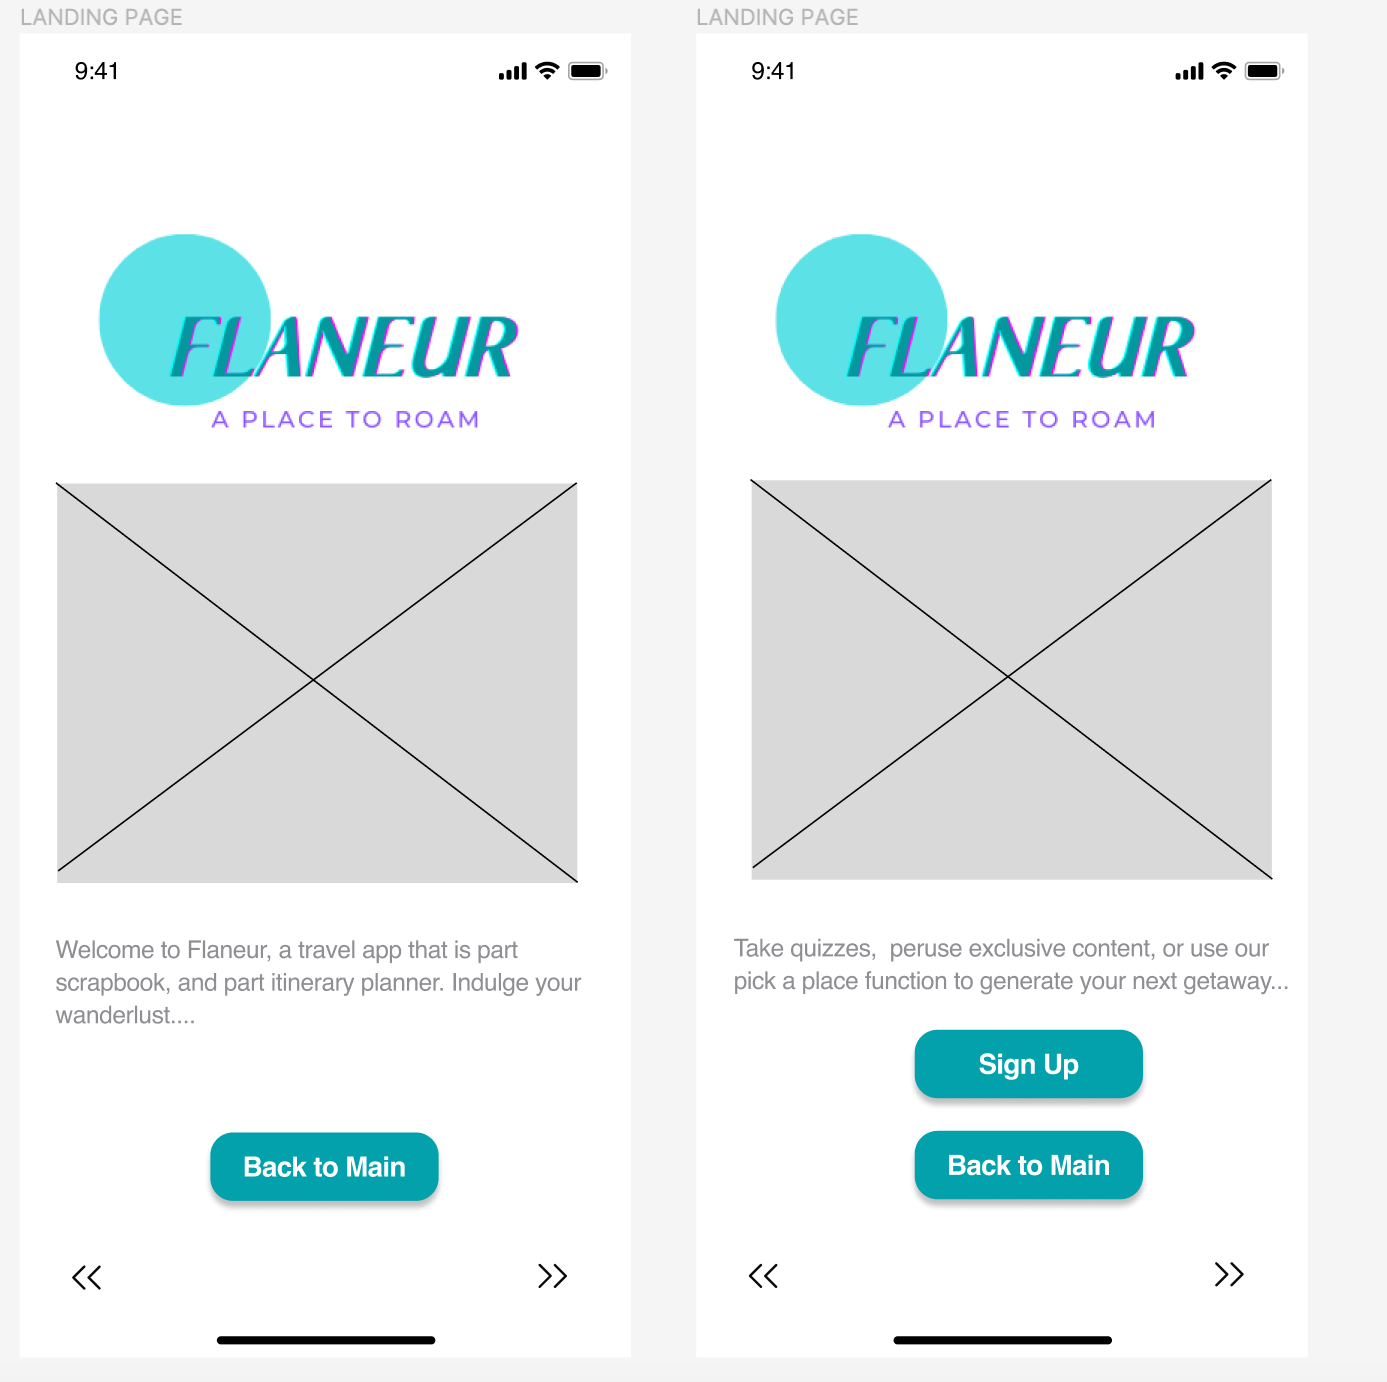 LANDING PAGE
9:41
FLANEUR
A PLACE TO ROAM
Welcome to Flaneur, a travel app that is part
scrapbook, and part itinerary planner. Indulge your
wanderlust....
Back to Main
LANDING PAGE
9:41
FLANEUR
A PLACE TO ROAM
Take quizzes,  peruse exclusive content, or use our
pick a place function to generate your next getaway...
Sign Up
Back to Main